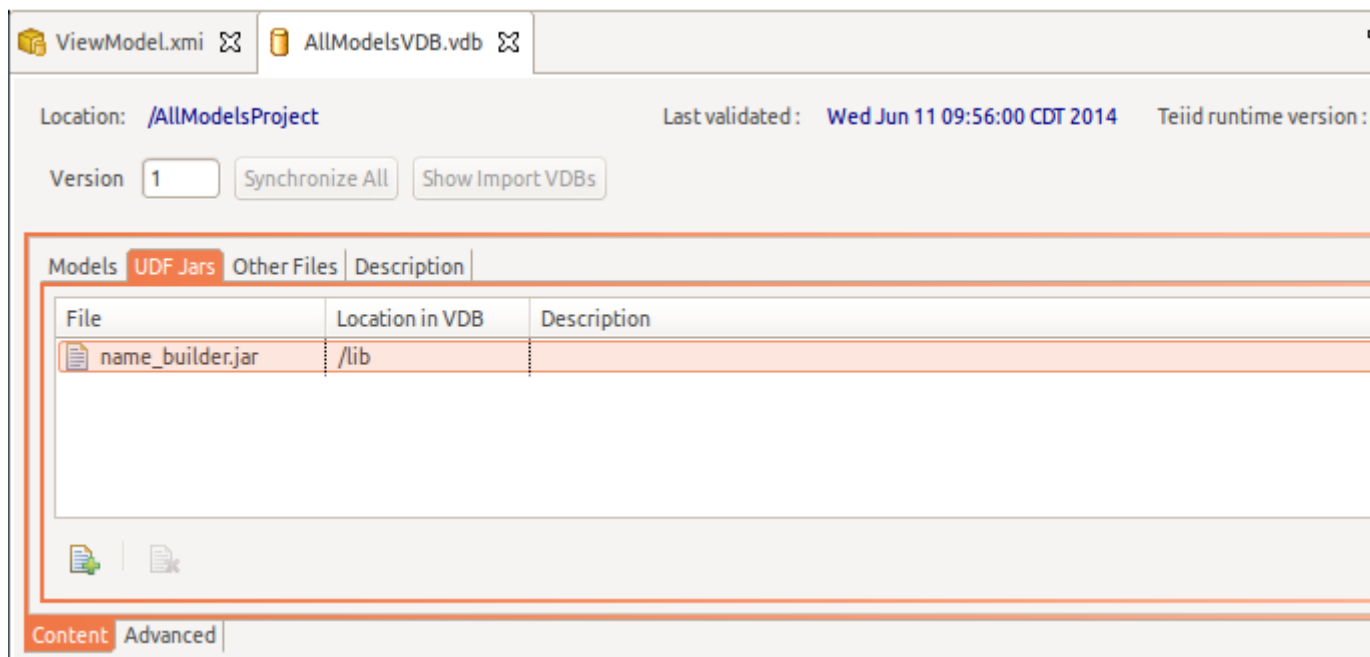 ViewModel.xmi AllModelsVDB.vdb
Location: /AllModelsProject Last validated : Wed Jun 11 09:56:00 CDT 2014 Teiid runtime version :
Version 1 Synchronize All Show Import VDBs
Models UDF Jars Other Files Description
File Location in VDB Description
name_builder.jar /lib
Content Advanced